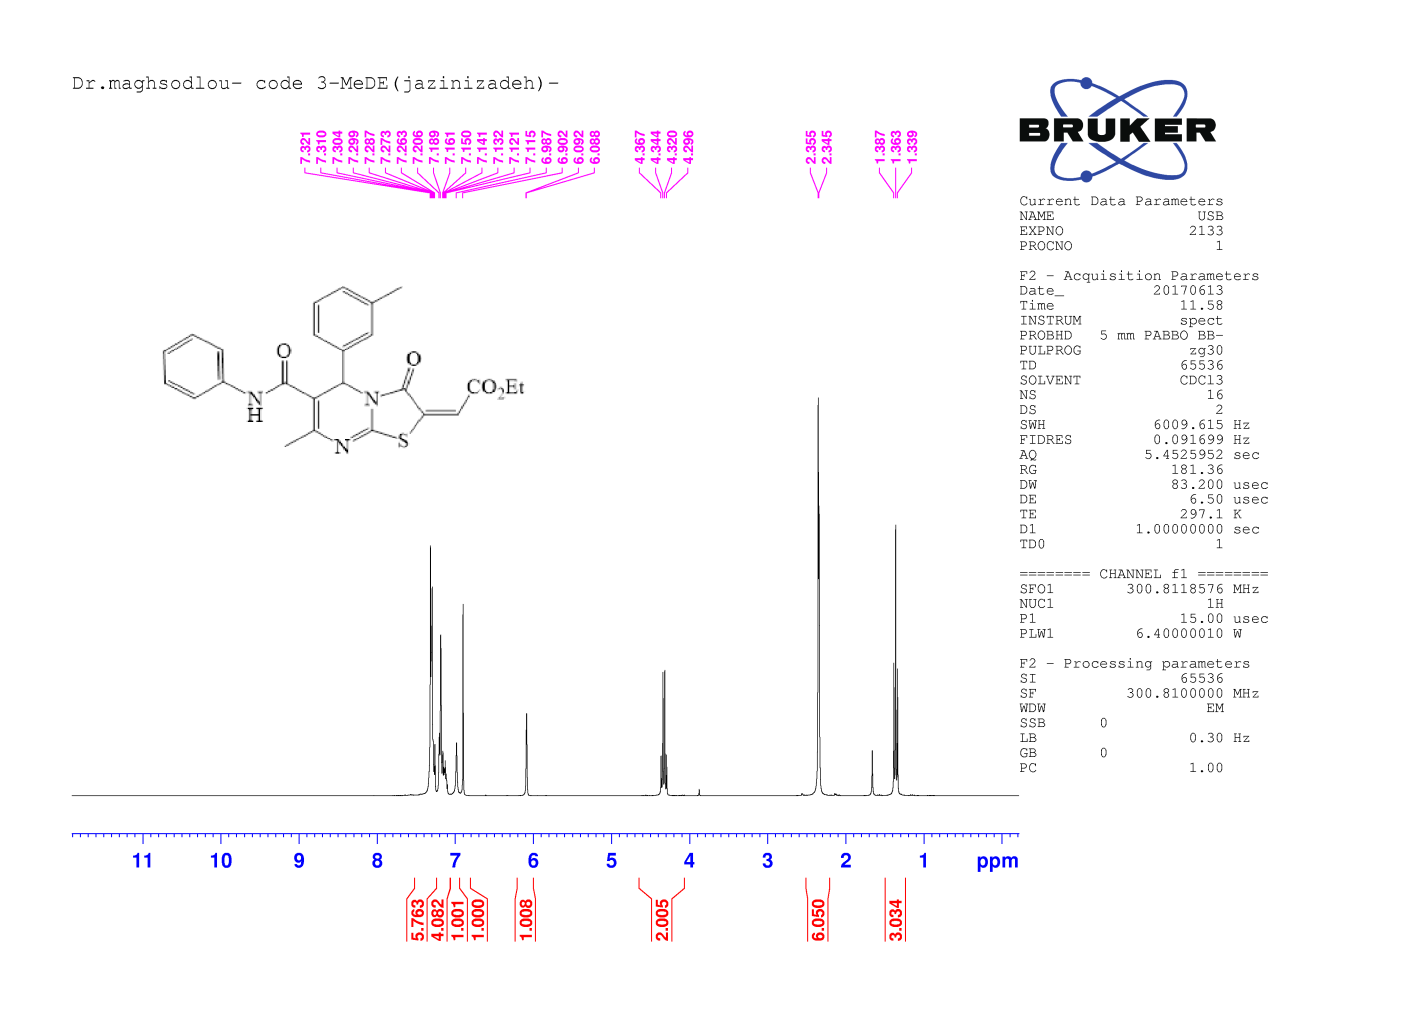 Dr.maghsodlou- code 3-MeDE(jazinizadeh)-
BRUKER
7.321
7.310
7.304
7.299
7.287
7.273
7.263
7.206
7.189
7.161
7.150
7.141
7.132
7.121
7.115
6.987
6.902
6.092
6.088
4.367
4.344
4.320
4.296
2.355
2.345
1.387
1.363
1.339
Current Data Parameters
NAME USB
EXPNO 2133
PROCNO 1
F2 - Acquisition Parameters
Date_ 20170613
Time 11.58
INSTRUM spect
PROBHD 5 mm PABBO BB-
PULPROG zg30
TD 65536
SOLVENT CDCl3
NS 16
DS 2
SWH 6009.615 Hz
FIDRES 0.091699 Hz
AQ 5.4525952 sec
RG 181.36
DW 83.200 usec
DE 6.50 usec
TE 297.1 K
D1 1.00000000 sec
TD0 1
======== CHANNEL f1 ========
SFO1 300.8118576 MHz
NUC1 1H
P1 15.00 usec
PLW1 6.40000010 W
F2 - Processing parameters
SI 65536
SF 300.8100000 MHz
WDW EM
SSB 0
LB 0.30 Hz
GB 0
PC 1.00
O
O
CO2Et
N
H
N
N
S
11 10 9 8 7 6 5 4 3 2 1 ppm
5.763
4.082
1.001
1.000
1.008
2.005
6.050
3.034